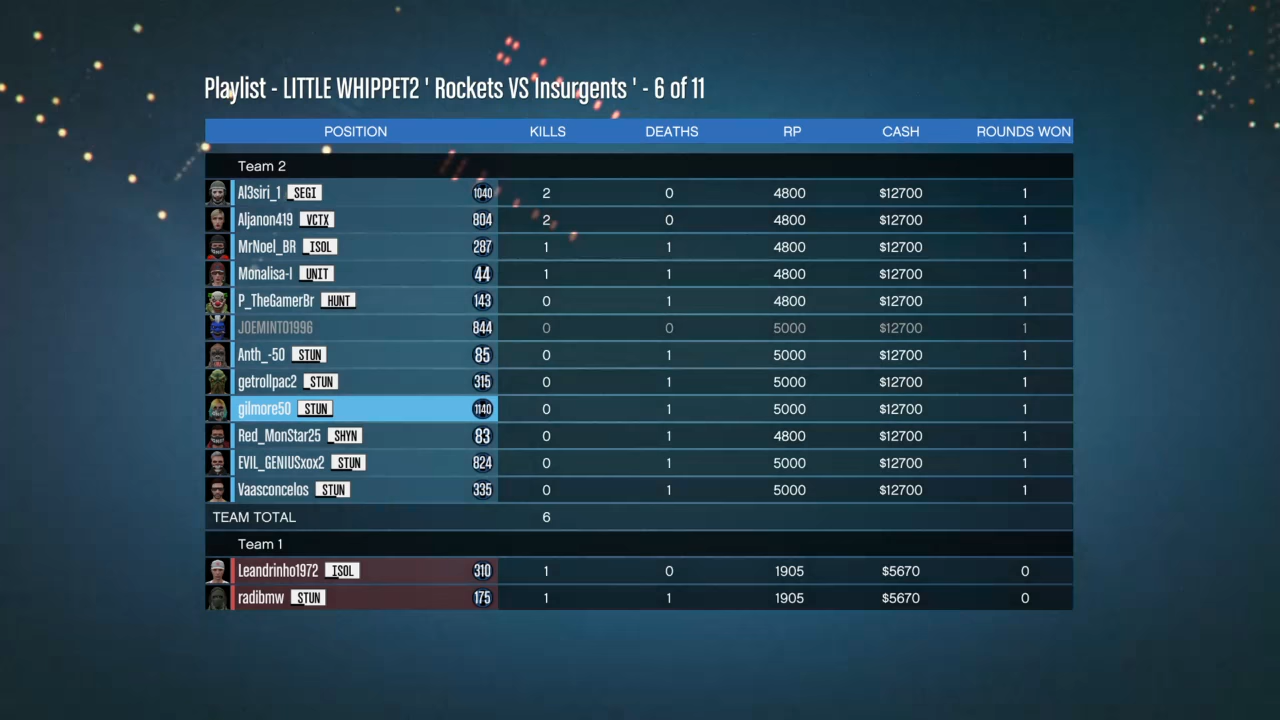 Playlist - LITTLE WHIPPET2 ' Rockets VS Insurgents ' - 6 of 11
POSITION KILLS DEATHS RP CASH ROUNDS WON
Team 2
Al3siri_1 SEGI 1040 2 0 4800 $12700 1
Aljanon419 VCTX 804 2 0 4800 $12700 1
MrNoel_BR ISOL 287 1 1 4800 $12700 1
Monalisa-l UNIT 44 1 1 4800 $12700 1
P_TheGamerBr HUNT 143 0 1 4800 $12700 1
JOEMINTO1996 844 0 0 5000 $12700 1
Anth_-50 STUN 85 0 1 5000 $12700 1
getrollpac2 STUN 315 0 1 5000 $12700 1
gilmore50 STUN 1140 0 1 5000 $12700 1
Red_MonStar25 SHYN 83 0 1 4800 $12700 1
EVIL_GENIUSxox2 STUN 824 0 1 5000 $12700 1
Vaasconcelos STUN 335 0 1 5000 $12700 1
TEAM TOTAL 6
Team 1
Leandrinho1972 ISOL 310 1 0 1905 $5670 0
radibmw STUN 175 1 1 1905 $5670 0